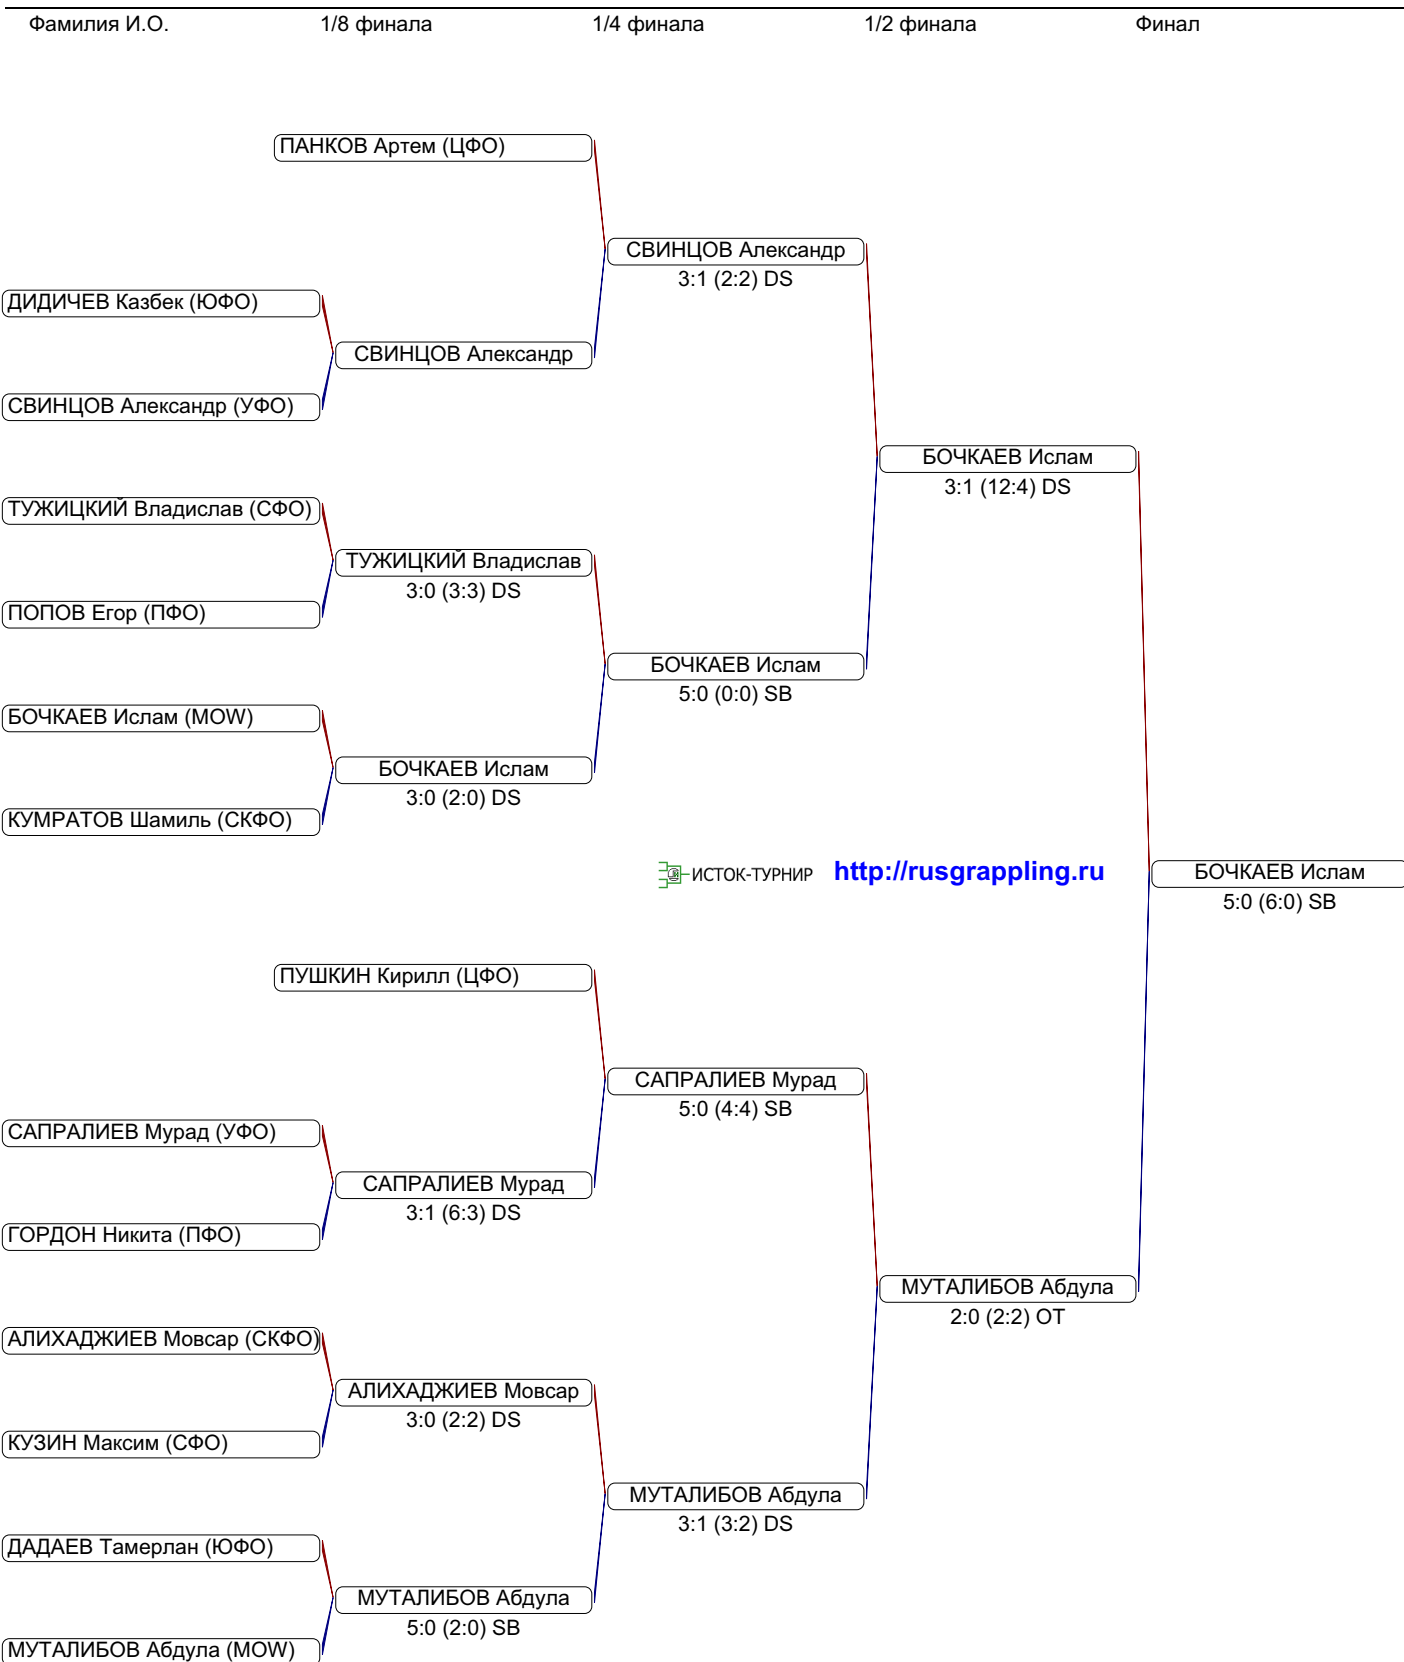 Фамилия И.О. 1/8 финала 1/4 финала 1/2 финала Финал
ПАНКОВ Артем (ЦФО)
СВИНЦОВ Александр
3:1 (2:2) DS
ДИДИЧЕВ Казбек (ЮФО)
СВИНЦОВ Александр
СВИНЦОВ Александр (УФО)
БОЧКАЕВ Ислам
3:1 (12:4) DS
ТУЖИЦКИЙ Владислав (СФО)
ТУЖИЦКИЙ Владислав
3:0 (3:3) DS
ПОПОВ Егор (ПФО)
БОЧКАЕВ Ислам
5:0 (0:0) SB
БОЧКАЕВ Ислам (MOW)
БОЧКАЕВ Ислам
3:0 (2:0) DS
КУМРАТОВ Шамиль (СКФО)
ИСТОК-ТУРНИР http://rusgrappling.ru
БОЧКАЕВ Ислам
5:0 (6:0) SB
ПУШКИН Кирилл (ЦФО)
САПРАЛИЕВ Мурад
5:0 (4:4) SB
САПРАЛИЕВ Мурад (УФО)
САПРАЛИЕВ Мурад
3:1 (6:3) DS
ГОРДОН Никита (ПФО)
МУТАЛИБОВ Абдула
2:0 (2:2) OT
АЛИХАДЖИЕВ Мовсар (СКФО)
АЛИХАДЖИЕВ Мовсар
3:0 (2:2) DS
КУЗИН Максим (СФО)
МУТАЛИБОВ Абдула
3:1 (3:2) DS
ДАДАЕВ Тамерлан (ЮФО)
МУТАЛИБОВ Абдула
5:0 (2:0) SB
МУТАЛИБОВ Абдула (MOW)